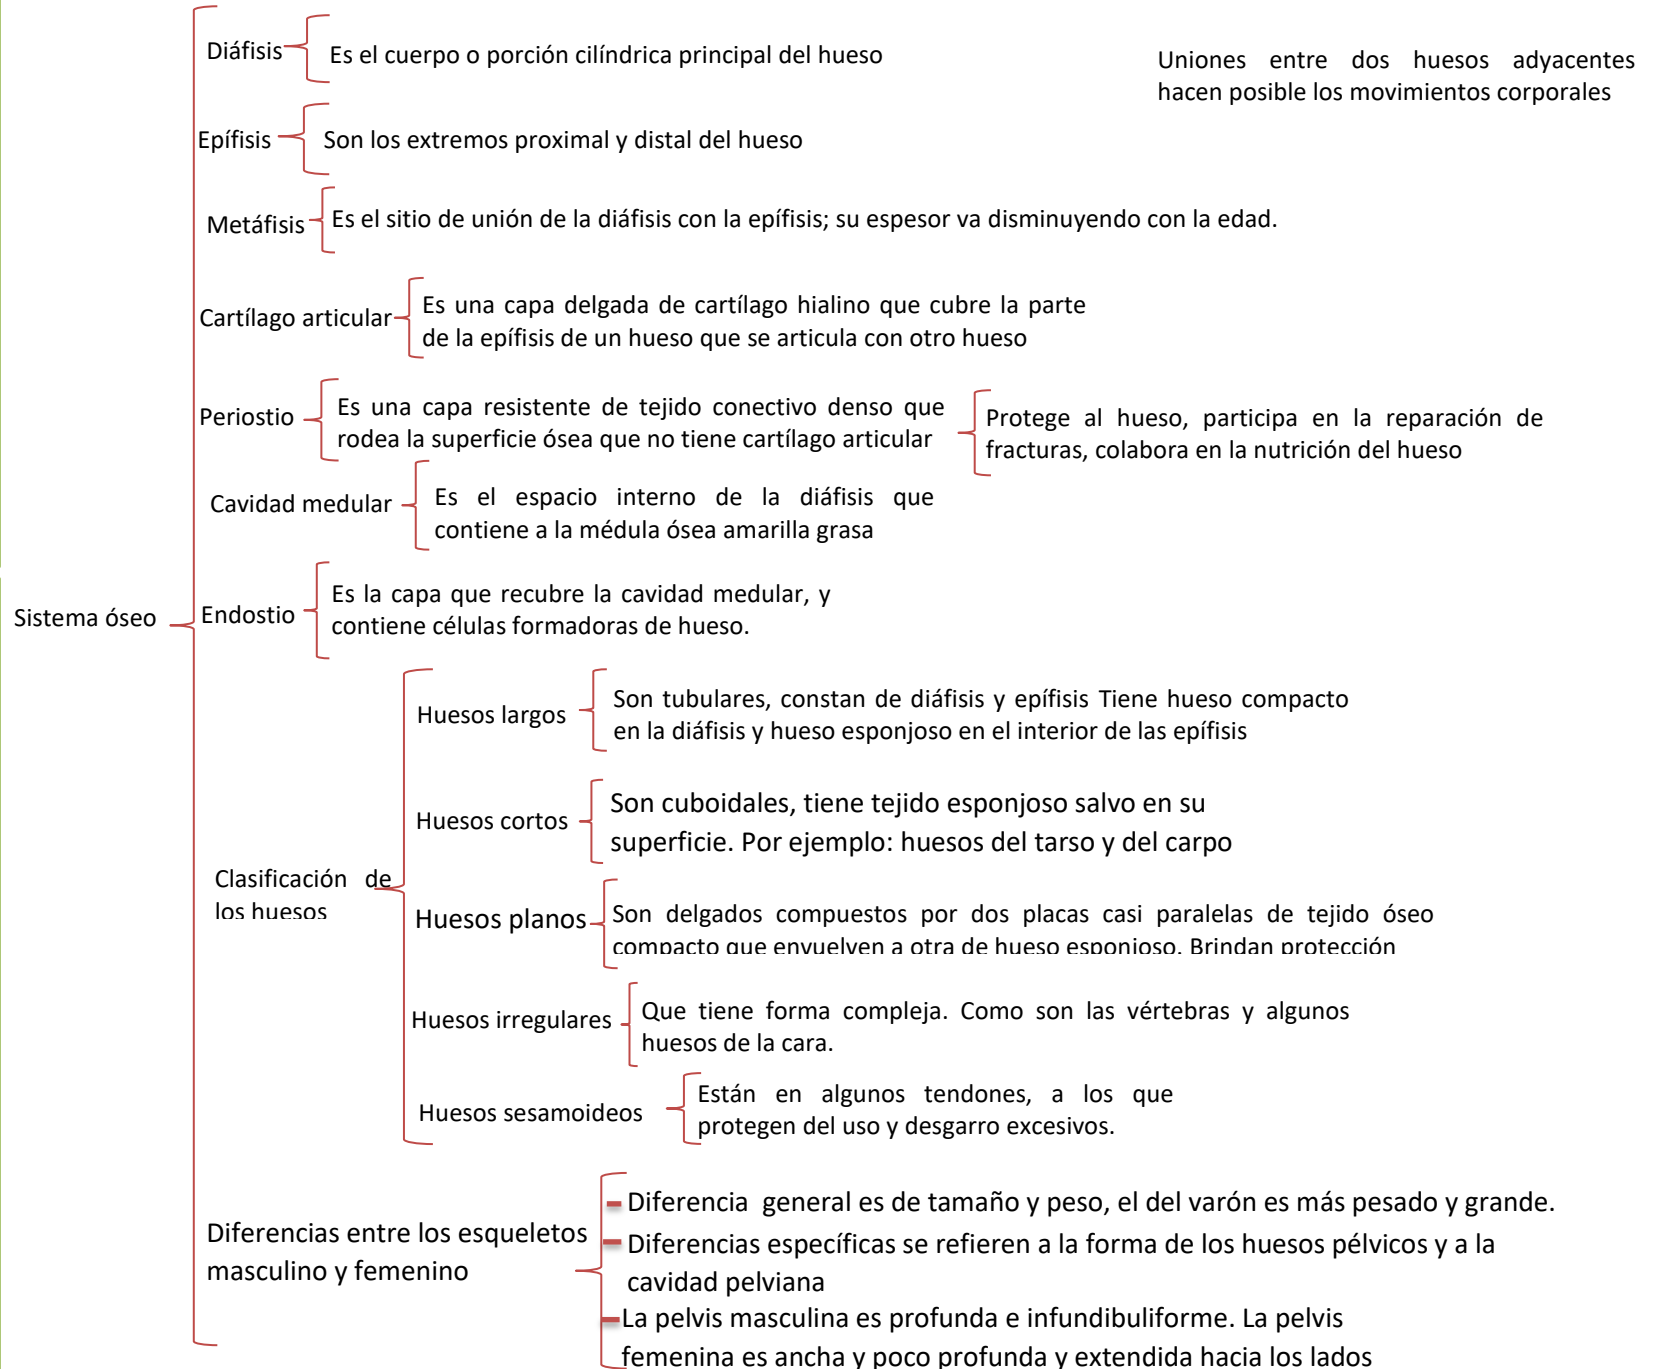 Diáfisis
Es el cuerpo o porción cilíndrica principal del hueso
Uniones entre dos huesos adyacentes
hacen posible los movimientos corporales
Epífisis
Son los extremos proximal y distal del hueso
Metáfisis
Es el sitio de unión de la diáfisis con la epífisis; su espesor va disminuyendo con la edad.
Cartílago articular
Es una capa delgada de cartílago hialino que cubre la parte
de la epífisis de un hueso que se articula con otro hueso
Periostio
Es una capa resistente de tejido conectivo denso que
rodea la superficie ósea que no tiene cartílago articular
Protege al hueso, participa en la reparación de
fracturas, colabora en la nutrición del hueso
Cavidad medular
Es el espacio interno de la diáfisis que
contiene a la médula ósea amarilla grasa
Sistema óseo
Endostio
Es la capa que recubre la cavidad medular, y
contiene células formadoras de hueso.
Clasificación de
los huesos
Huesos largos
Son tubulares, constan de diáfisis y epífisis Tiene hueso compacto
en la diáfisis y hueso esponjoso en el interior de las epífisis
Huesos cortos
Son cuboidales, tiene tejido esponjoso salvo en su
superficie. Por ejemplo: huesos del tarso y del carpo
Huesos planos
Son delgados compuestos por dos placas casi paralelas de tejido óseo
compacto que envuelven a otra de hueso esponjoso. Brindan protección
Huesos irregulares
Que tiene forma compleja. Como son las vértebras y algunos
huesos de la cara.
Huesos sesamoideos
Están en algunos tendones, a los que
protegen del uso y desgarro excesivos.
Diferencias entre los esqueletos
masculino y femenino
Diferencia general es de tamaño y peso, el del varón es más pesado y grande.
Diferencias específicas se refieren a la forma de los huesos pélvicos y a la
cavidad pelviana
La pelvis masculina es profunda e infundibuliforme. La pelvis
femenina es ancha y poco profunda y extendida hacia los lados